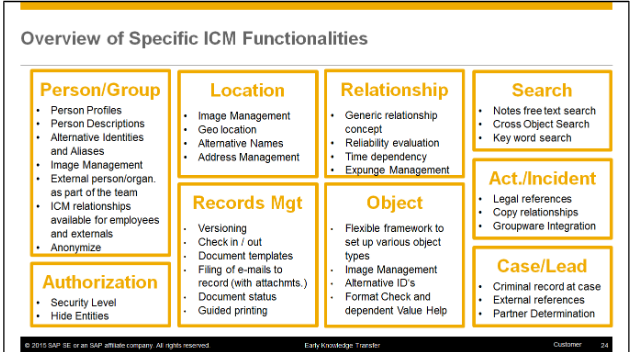 Overview of Specific ICM Functionalities
Person/Group
• Person Profiles
• Person Descriptions
• Alternative Identities
and Aliases
• Image Management
• External person/organ.
as part of the team
• ICM relationships
available for employees
and externals
• Anonymize
Authorization
• Security Level
• Hide Entities
Location
• Image Management
• Geo location
• Alternative Names
• Address Management
Records Mgt
• Versioning
• Check in / out
• Document templates
• Filing of e-mails to
record (with attachmts.)
• Document status
• Guided printing
Relationship
• Generic relationship
concept
• Reliability evaluation
• Time dependency
• Expunge Management
Object
• Flexible framework to
set up various object
types
• Image Management
• Alternative ID's
• Format Check and
dependent Value Help
Search
• Notes free text search
• Cross Object Search
• Key word search
Act./Incident
• Legal references
• Copy relationships
• Groupware Integration
Case/Lead
• Criminal record at case
• External references
• Partner Determination
© 2015 SAP SE or an SAP affiliate company. All rights reserved.
Early Knowledge Transfer
Customer
24